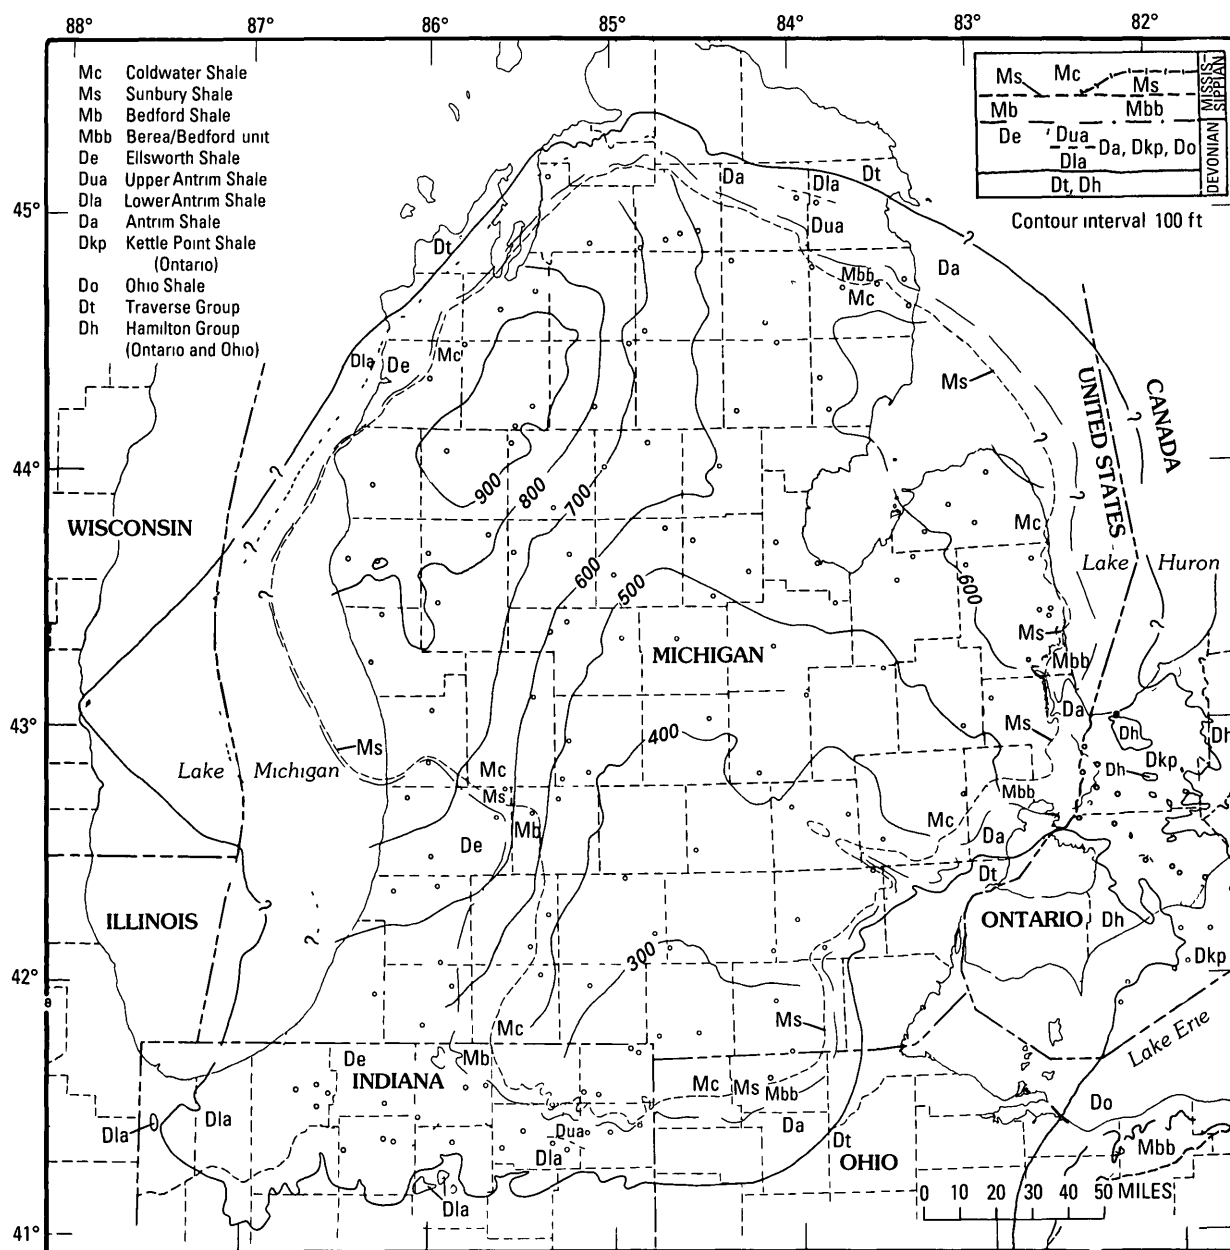 88° 87° 86° 85° 84° 83° 82°
Mc Coldwater Shale
Ms Sunbury Shale
Mb Bedford Shale
Mbb Berea/Bedford unit
De Ellsworth Shale
Dua Upper Antrim Shale
Dla Lower Antrim Shale
Da Antrim Shale
Dkp Kettle Point Shale
(Ontario)
Do Ohio Shale
Dt Traverse Group
Dh Hamilton Group
(Ontario and Ohio)
Ms Mc Ms
Mb Mbb
De Dua Da, Dkp, Do
Dla
Dt, Dh
MISSIS-
SIPPIAN
DEVONIAN
Contour interval 100 ft
45°
44°
43°
42°
41°
Dt
Da Dla Dt
Dua
Da
Mbb
Mc
Dla De Mc
Ms
?
?
UNITED STATES
CANADA
?
?
?
900 800 700
WISCONSIN
Mc
?
?
Lake Huron
600
500
600
Ms
?
Mbb
MICHIGAN
Da
Ms
Dh
Dkp
Dh
Dh
400
Ms
Lake Michigan
Mc
Ms
Mbb
Mb
Mc
De
Da
Dt
?
?
ILLINOIS
ONTARIO
Dh
Dkp
300
Ms
Mc
Lake Erie
De
Mb
INDIANA
Mc Ms Mbb
Do
Dla
Dla
Dua
Da
Dt
Dla
OHIO
Mbb
Dla
0 10 20 30 40 50 MILES